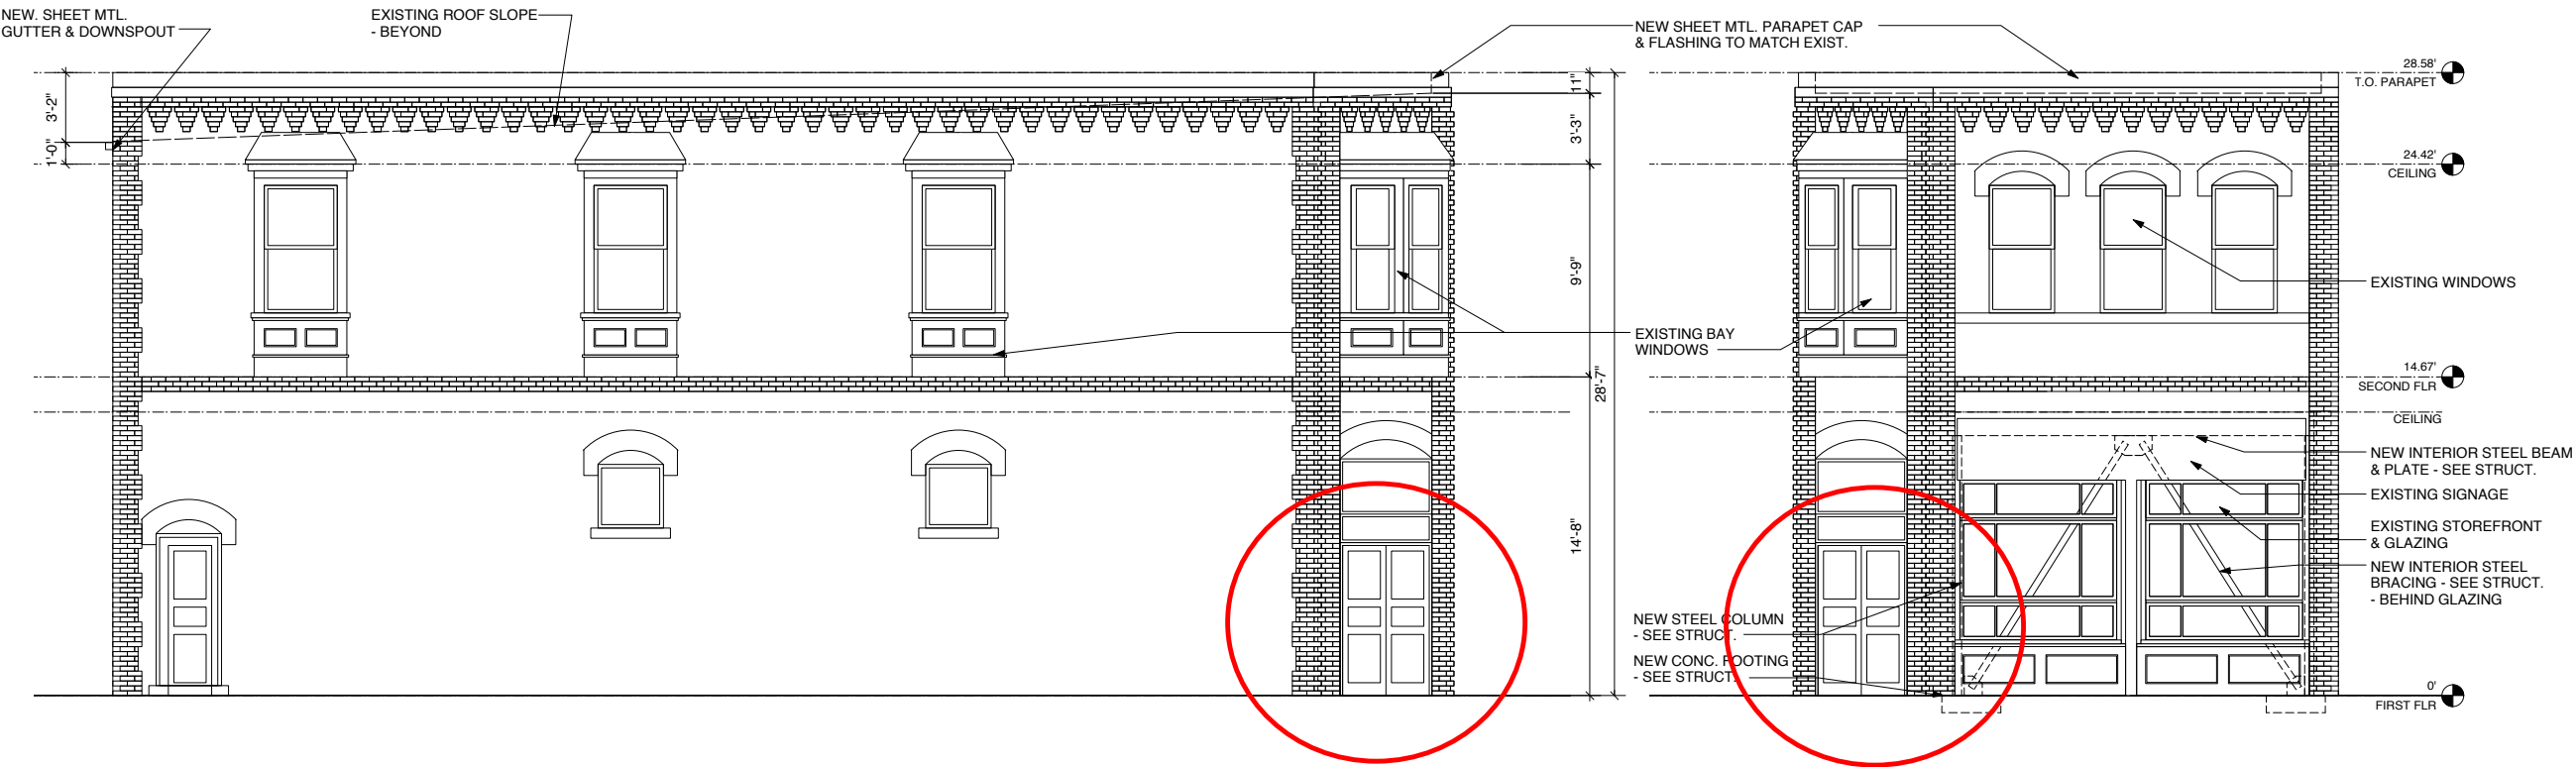 NEW. SHEET MTL.
GUTTER & DOWNSPOUT
EXISTING ROOF SLOPE
- BEYOND
NEW SHEET MTL. PARAPET CAP
& FLASHING TO MATCH EXIST.
28.58'
T.O. PARAPET
3'-2"
1'-0"
11"
3'-3"
9'-9"
28'-7"
14'-8"
24.42'
CEILING
EXISTING WINDOWS
EXISTING BAY
WINDOWS
14.67'
SECOND FLR
CEILING
NEW INTERIOR STEEL BEAM
& PLATE - SEE STRUCT.
EXISTING SIGNAGE
EXISTING STOREFRONT
& GLAZING
NEW INTERIOR STEEL
BRACING - SEE STRUCT.
- BEHIND GLAZING
NEW STEEL COLUMN
- SEE STRUCT.
NEW CONC. FOOTING
- SEE STRUCT.
0'
FIRST FLR